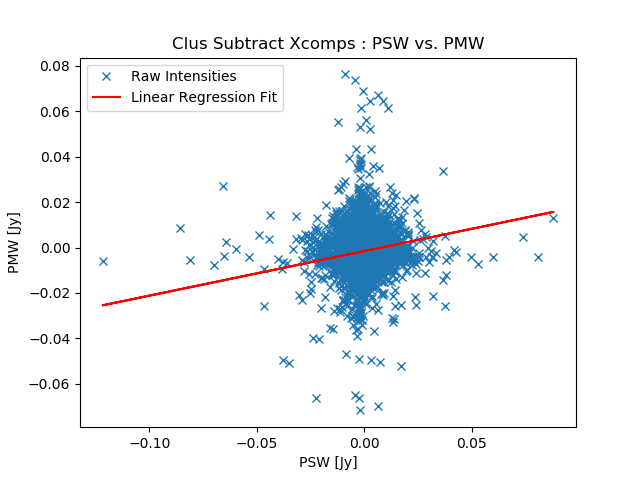 Clus Subtract Xcomps : PSW vs. PMW
Raw Intensities
Linear Regression Fit
0.08
0.06
0.04
0.02
0.00
−0.02
−0.04
−0.06
PMW [Jy]
−0.10
−0.05
0.00
0.05
PSW [Jy]